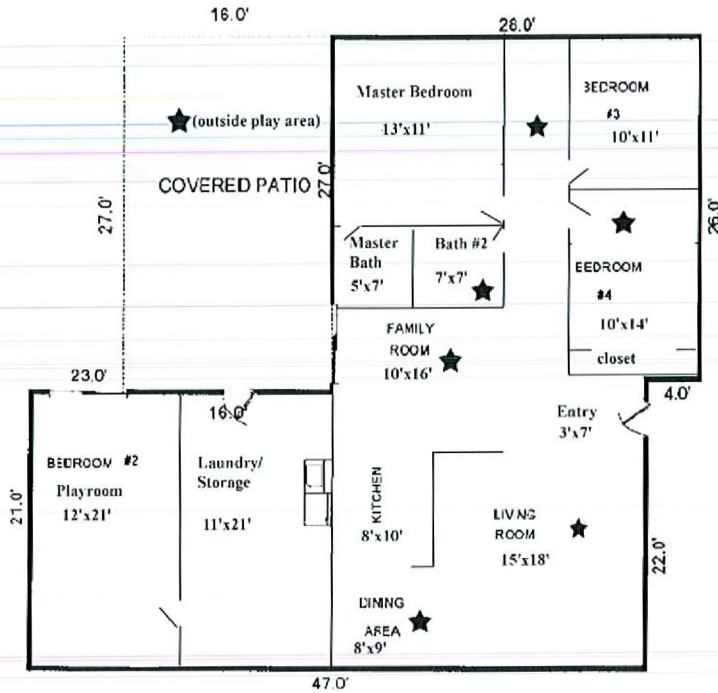 16.0'
28.0'
(outside play area)
COVERED PATIO
27.0'
27.0'
Master Bedroom
13'x11'
BEDROOM
#3
10'x11'
26.0'
Master
Bath
5'x7'
Bath #2
7'x7'
BEDROOM
#4
10'x14'
closet
FAMILY
ROOM
10'x16'
4.0'
Entry
3'x7'
23.0'
16.0'
BEDROOM #2
Playroom
12'x21'
21.0'
Laundry/
Storage
11'x21'
KITCHEN
8'x10'
LIVING
ROOM
15'x18'
22.0'
DINING
AREA
8'x9'
47.0'